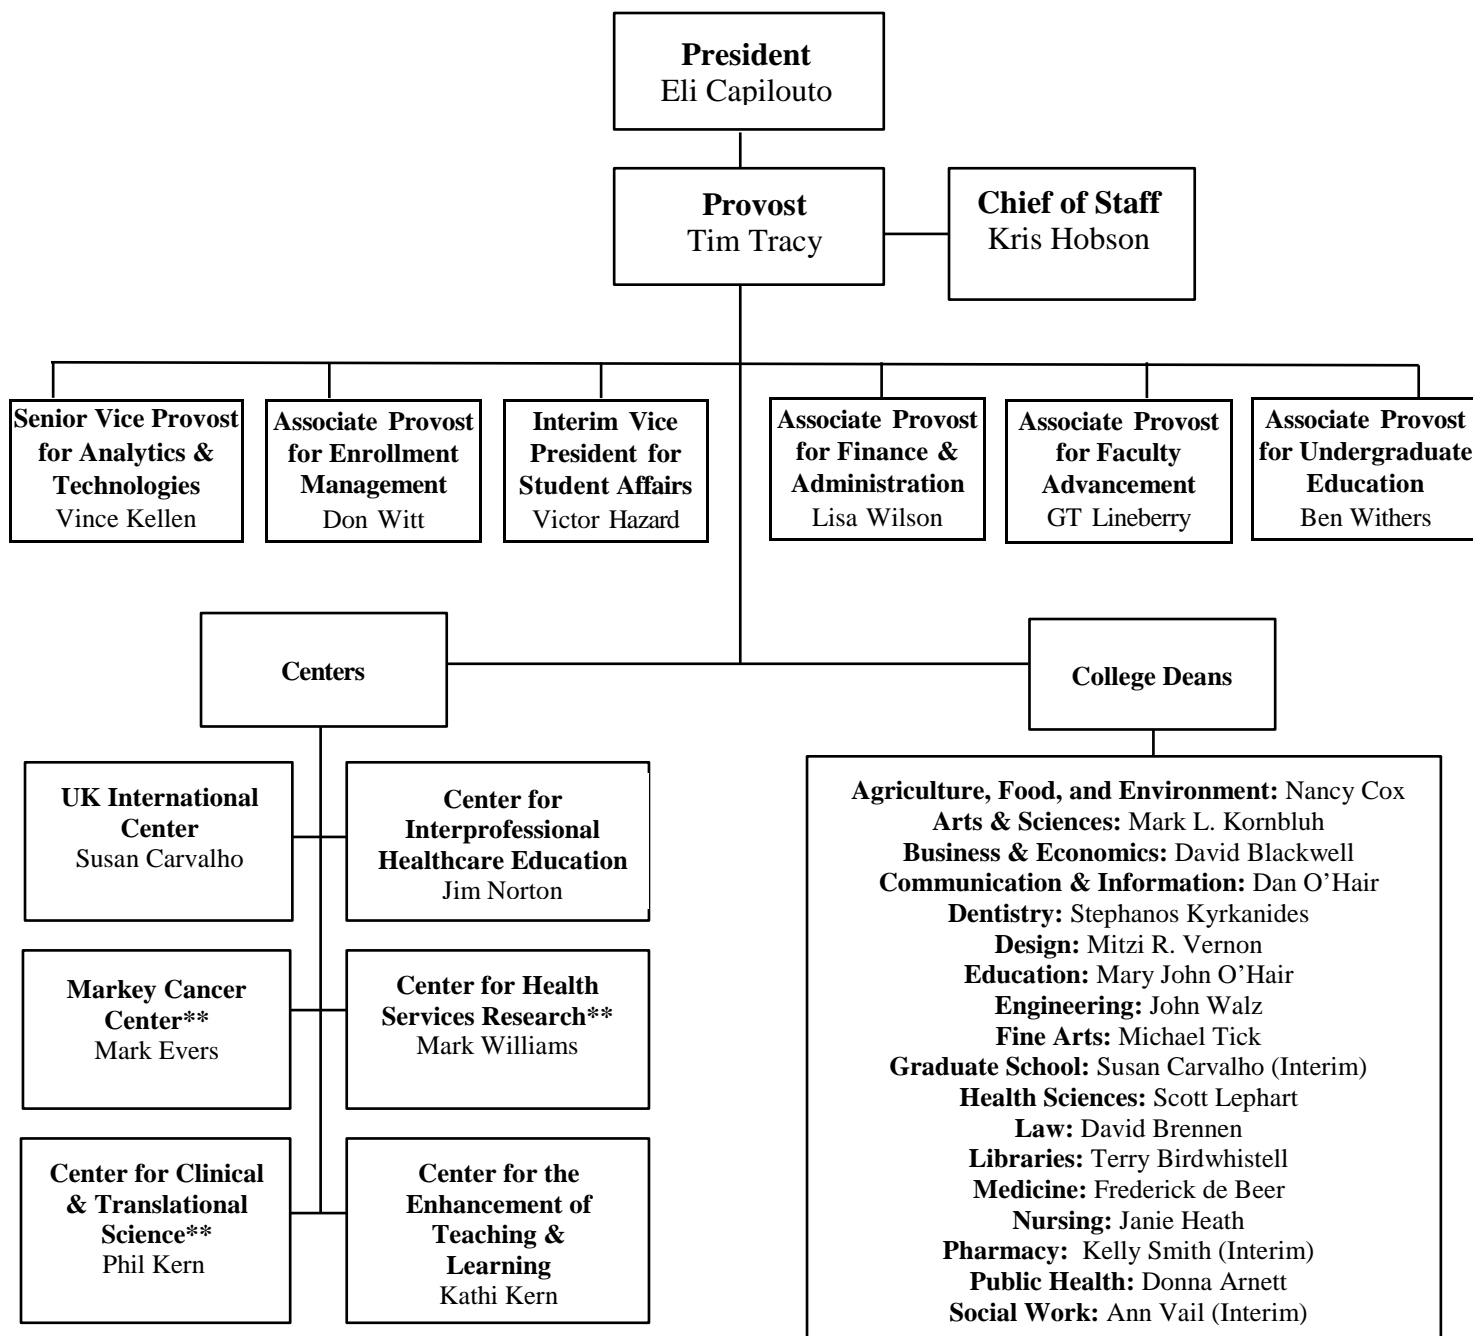 President
Eli Capilouto
Provost
Tim Tracy
Chief of Staff
Kris Hobson
Senior Vice Provost
for Analytics &
Technologies
Vince Kellen
Associate Provost
for Enrollment
Management
Don Witt
Interim Vice
President for
Student Affairs
Victor Hazard
Associate Provost
for Finance &
Administration
Lisa Wilson
Associate Provost
for Faculty
Advancement
GT Lineberry
Associate Provost
for Undergraduate
Education
Ben Withers
Centers
College Deans
UK International
Center
Susan Carvalho
Center for
Interprofessional
Healthcare Education
Jim Norton
Markey Cancer
Center**
Mark Evers
Center for Health
Services Research**
Mark Williams
Center for Clinical
& Translational
Science**
Phil Kern
Center for the
Enhancement of
Teaching &
Learning
Kathi Kern
Agriculture, Food, and Environment: Nancy Cox
Arts & Sciences: Mark L. Kornbluh
Business & Economics: David Blackwell
Communication & Information: Dan O’Hair
Dentistry: Stephanos Kyrkanides
Design: Mitzi R. Vernon
Education: Mary John O’Hair
Engineering: John Walz
Fine Arts: Michael Tick
Graduate School: Susan Carvalho (Interim)
Health Sciences: Scott Lephart
Law: David Brennen
Libraries: Terry Birdwhistell
Medicine: Frederick de Beer
Nursing: Janie Heath
Pharmacy: Kelly Smith (Interim)
Public Health: Donna Arnett
Social Work: Ann Vail (Interim)